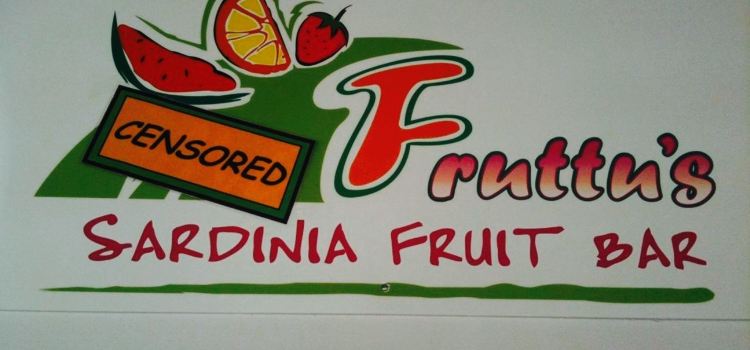 CENSORED
Fruttu's
SARDINIA FRUIT BAR